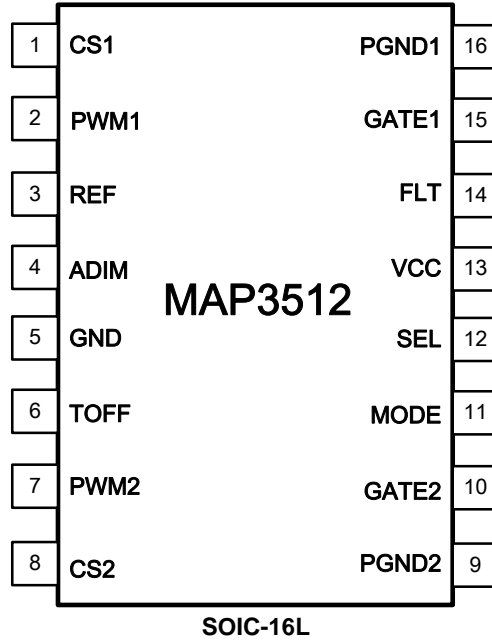 1 CS1 PGND1 16
2 PWM1 GATE1 15
3 REF FLT 14
4 ADIM VCC 13
MAP3512
5 GND SEL 12
6 TOFF MODE 11
7 PWM2 GATE2 10
8 CS2 PGND2 9
SOIC-16L